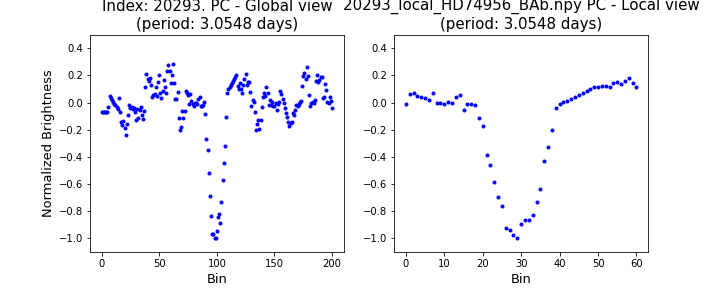 Index: 20293. PC - Global view
(period: 3.0548 days)
20293_local_HD74956_BAb.npy PC - Local view
(period: 3.0548 days)
Normalized Brightness
0.4
0.2
0.0
−0.2
−0.4
−0.6
−0.8
−1.0
0 50 100 150 200
Bin
0.4
0.2
0.0
−0.2
−0.4
−0.6
−0.8
−1.0
0 10 20 30 40 50 60
Bin